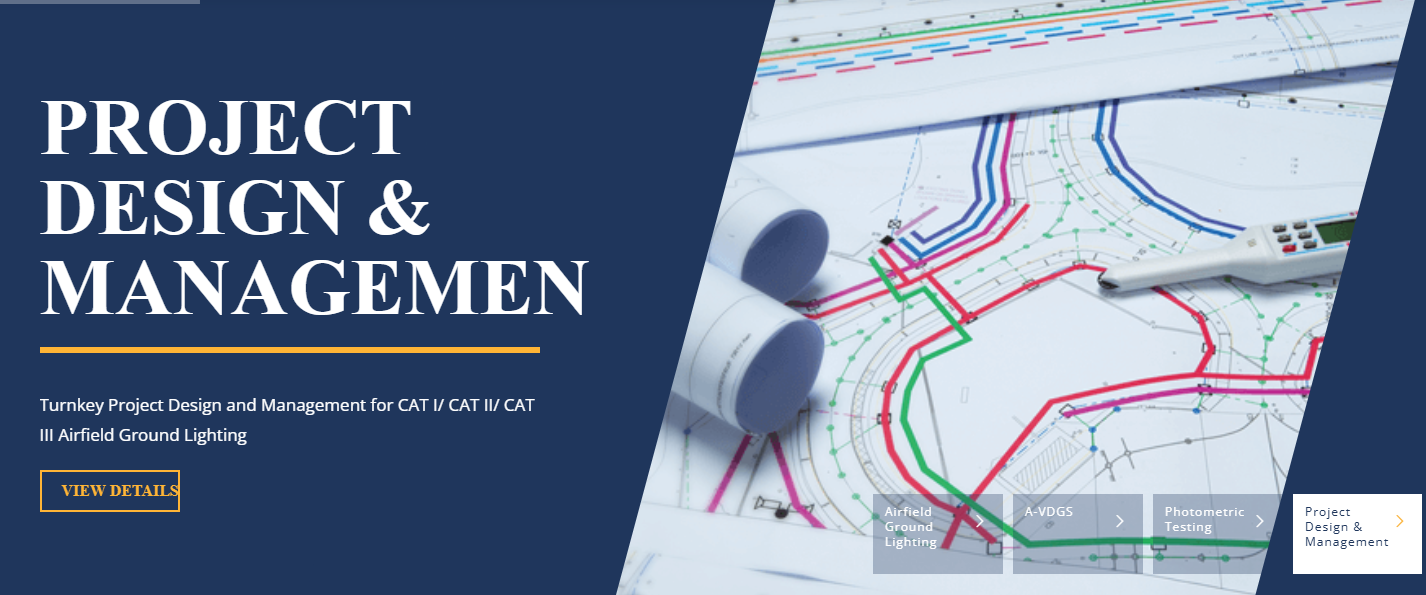 PROJECT
DESIGN &
MANAGEMEN
Turnkey Project Design and Management for CAT I/ CAT II/ CAT
III Airfield Ground Lighting
VIEW DETAILS
Airfield
Ground
Lighting
A-VDGS
Photometric
Testing
Project
Design &
Management